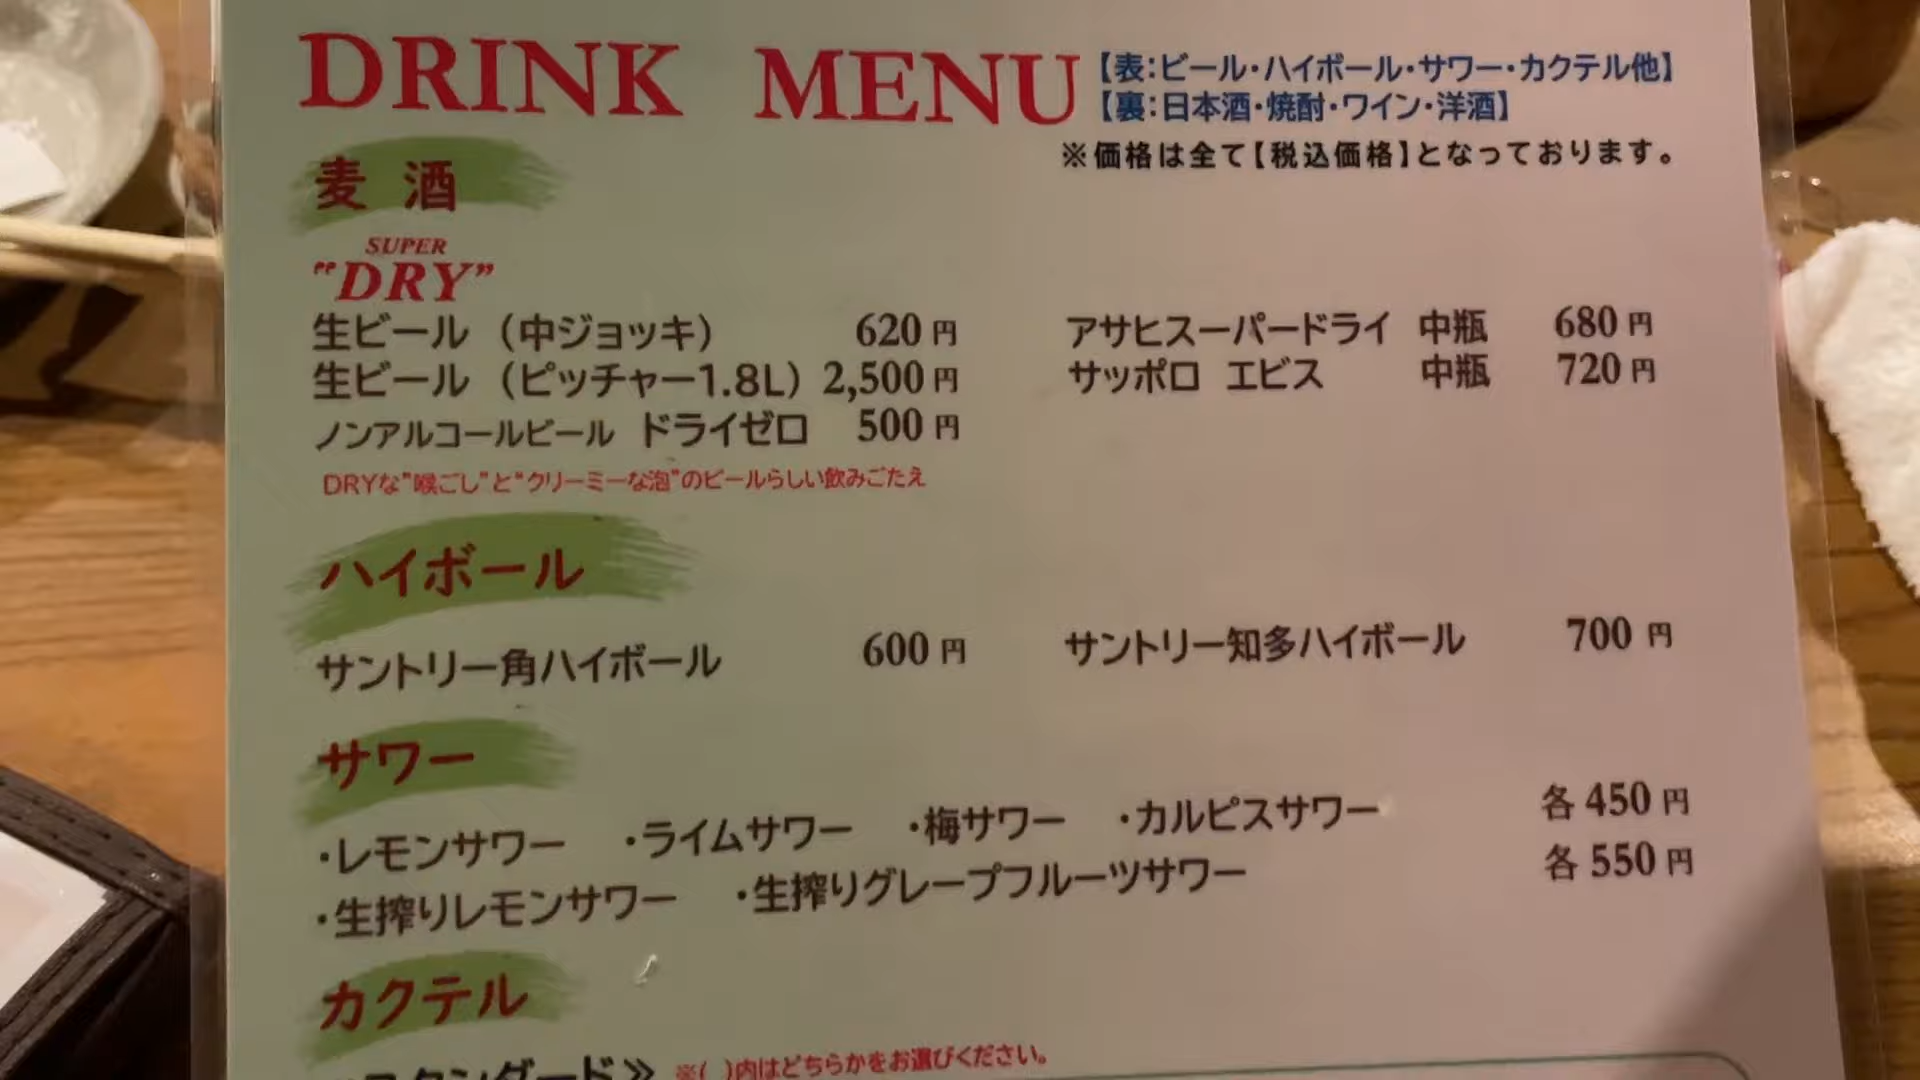 DRINK MENU
【表:ビール・ハイボール・サワー・カクテル他】
【裏:日本酒・焼酎・ワイン・洋酒】
※価格は全て【税込価格】となっております。
麦酒
SUPER
"DRY"
生ビール（中ジョッキ） 620円 アサヒスーパードライ 中瓶 680円
生ビール（ピッチャー1.8L）2,500円 サッポロ エビス 中瓶 720円
ノンアルコールビール ドライゼロ 500円
DRYな"喉ごし"と"クリーミーな泡"のビールらしい飲みごたえ
ハイボール
サントリー角ハイボール 600円 サントリー知多ハイボール 700円
サワー
・レモンサワー ・ライムサワー ・梅サワー ・カルピスサワー 各450円
・生搾りレモンサワー ・生搾りグレープフルーツサワー 各550円
カクテル
スタンダード≫ ※( )内はどちらかをお選びください。